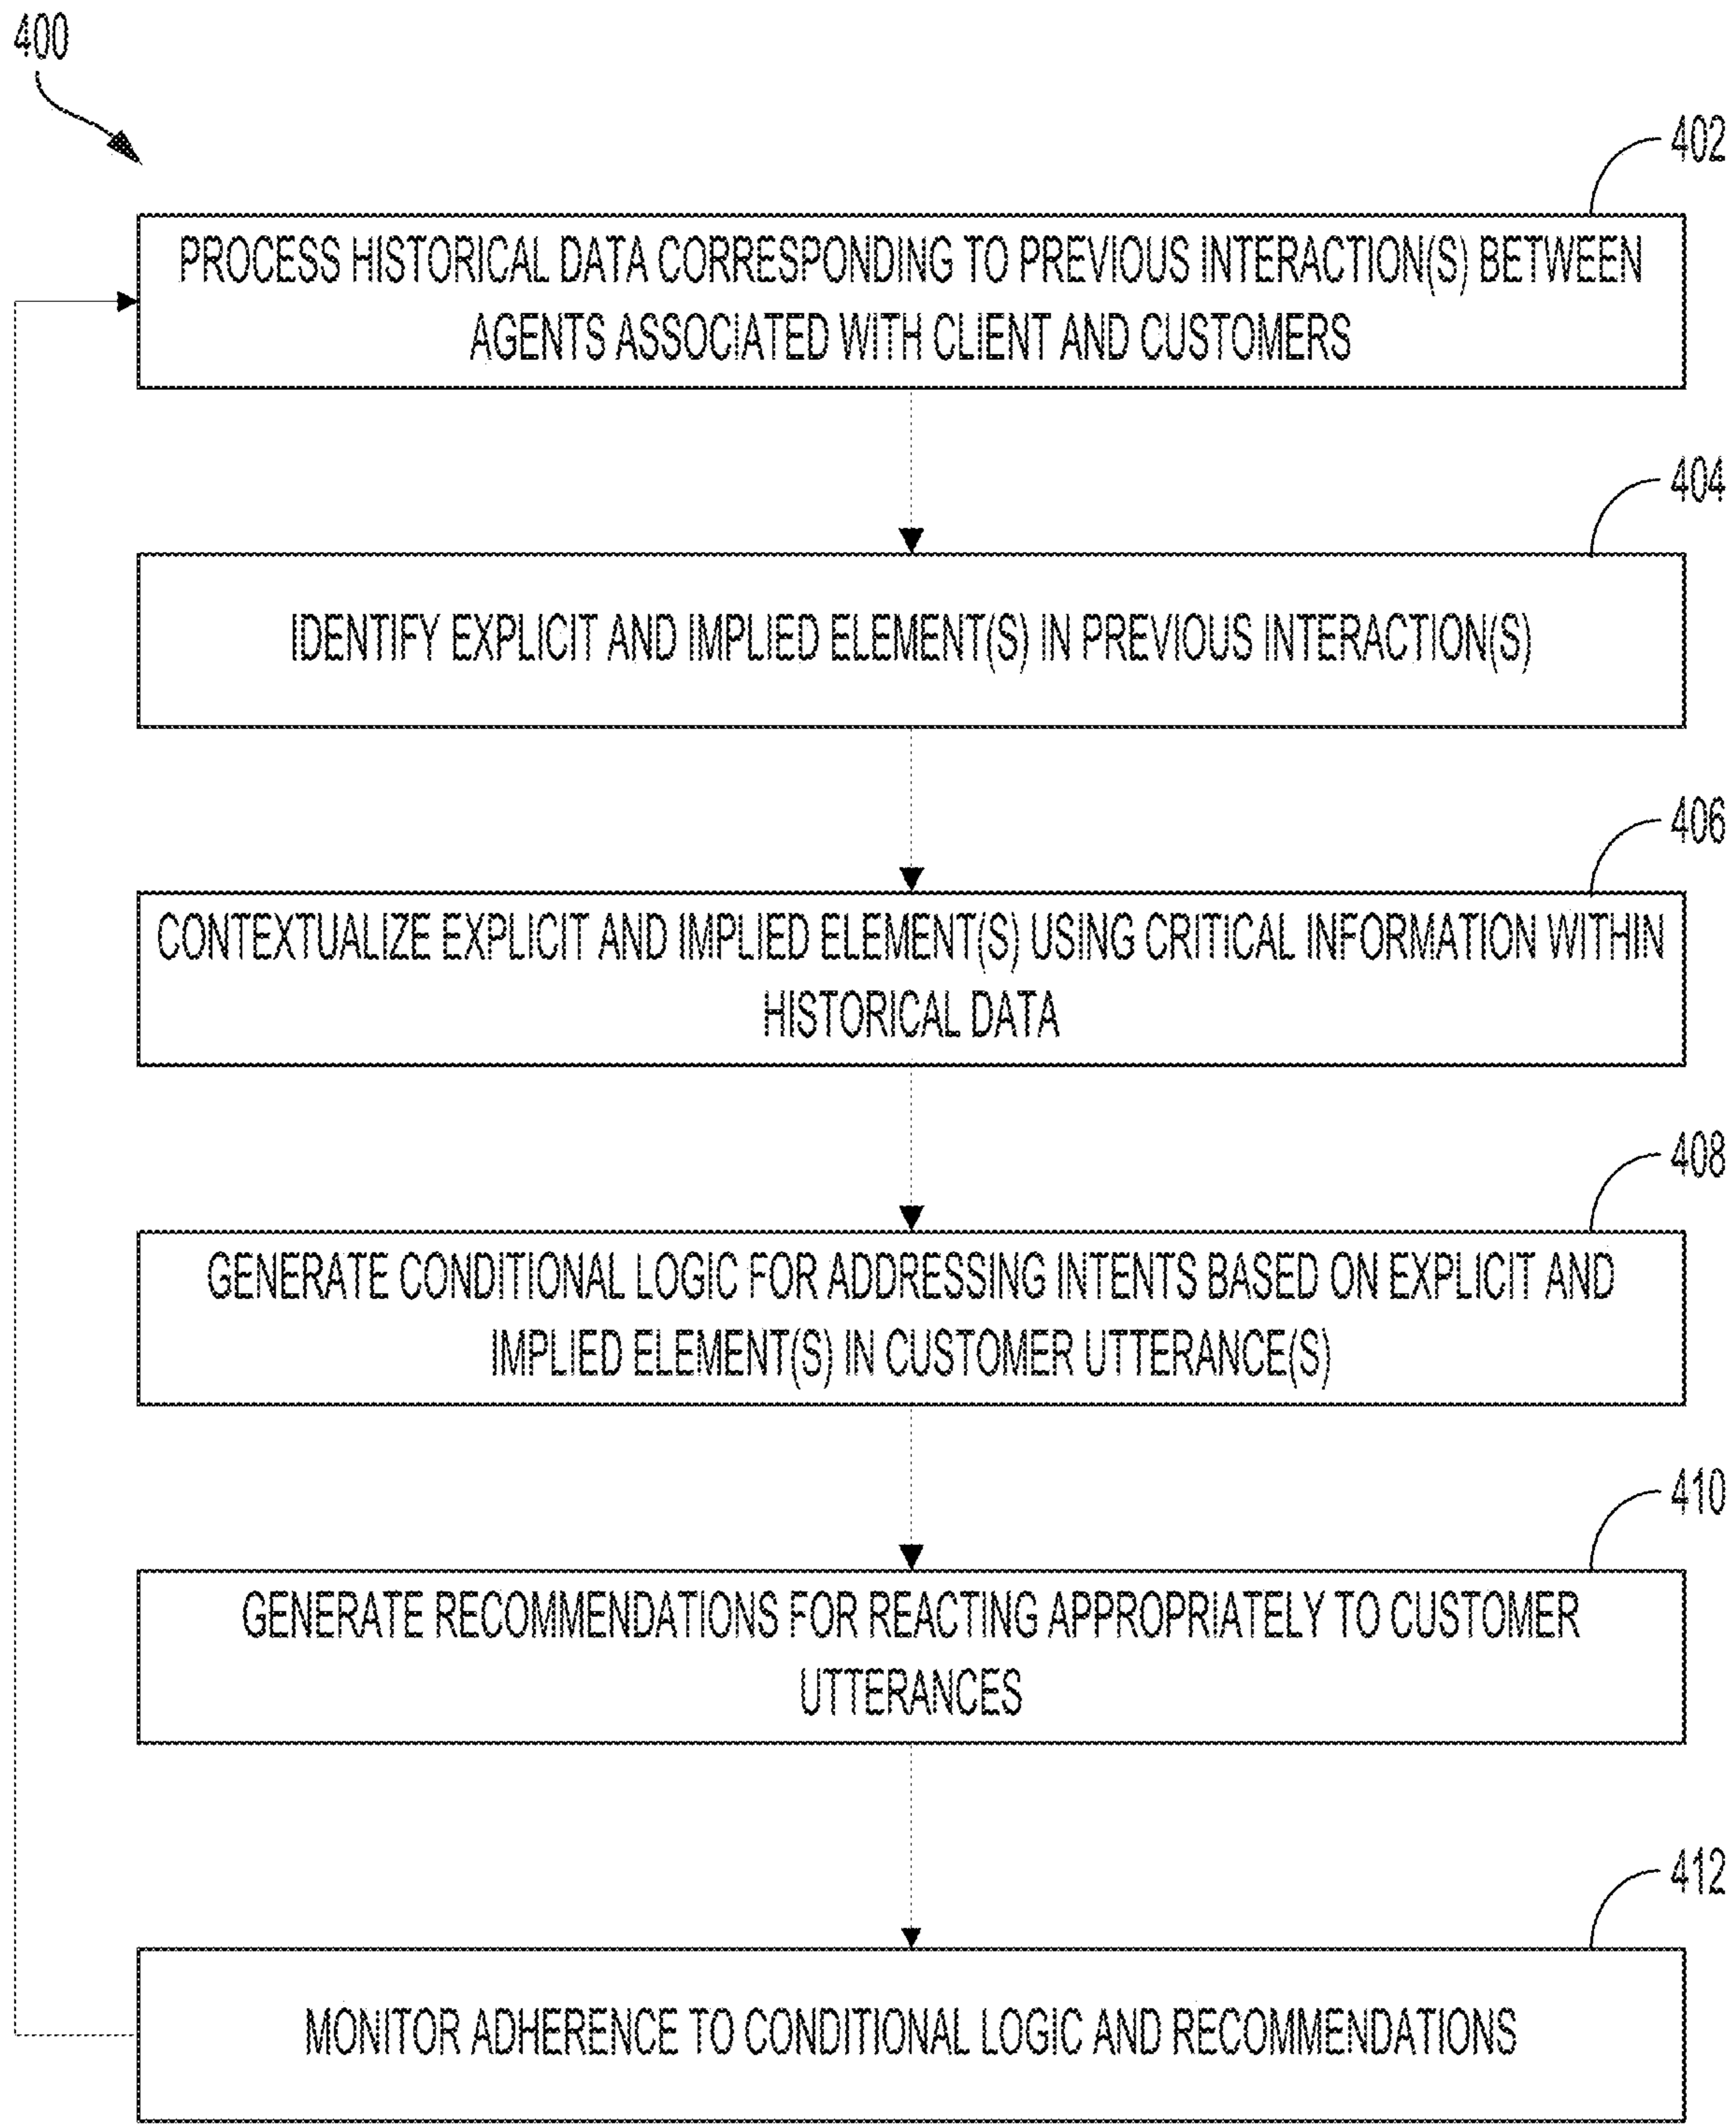 400
402
PROCESS HISTORICAL DATA CORRESPONDING TO PREVIOUS INTERACTION(S) BETWEEN
AGENTS ASSOCIATED WITH CLIENT AND CUSTOMERS
404
IDENTIFY EXPLICIT AND IMPLIED ELEMENT(S) IN PREVIOUS INTERACTION(S)
406
CONTEXTUALIZE EXPLICIT AND IMPLIED ELEMENT(S) USING CRITICAL INFORMATION WITHIN
HISTORICAL DATA
408
GENERATE CONDITIONAL LOGIC FOR ADDRESSING INTENTS BASED ON EXPLICIT AND
IMPLIED ELEMENT(S) IN CUSTOMER UTTERANCE(S)
410
GENERATE RECOMMENDATIONS FOR REACTING APPROPRIATELY TO CUSTOMER
UTTERANCES
412
MONITOR ADHERENCE TO CONDITIONAL LOGIC AND RECOMMENDATIONS